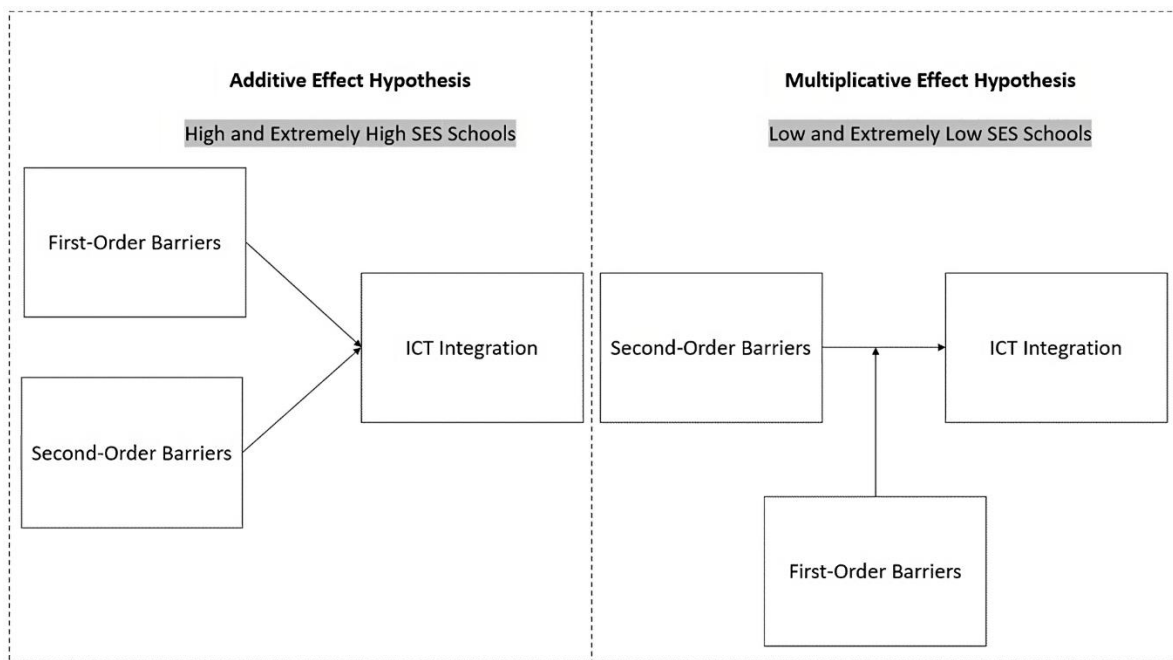 Additive Effect Hypothesis
High and Extremely High SES Schools
First-Order Barriers
ICT Integration
Second-Order Barriers
Multiplicative Effect Hypothesis
Low and Extremely Low SES Schools
Second-Order Barriers
ICT Integration
First-Order Barriers